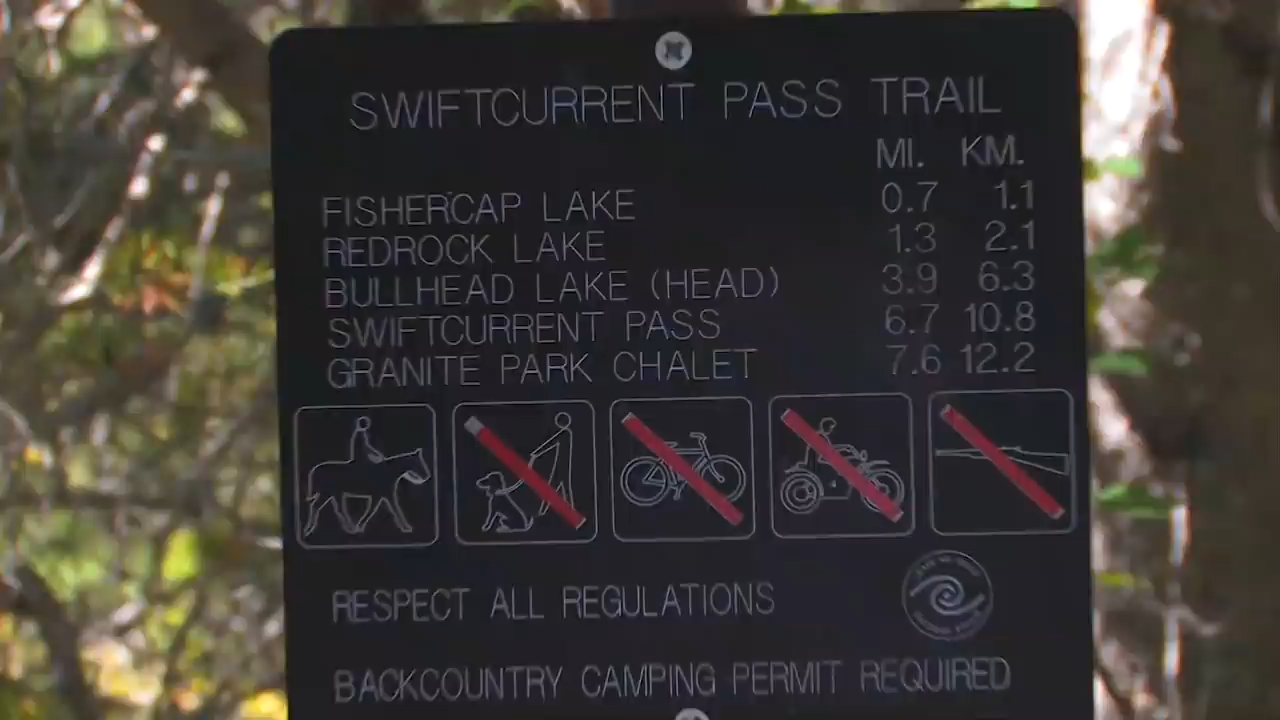 SWIFTCURRENT PASS TRAIL
MI. KM.
FISHERCAP LAKE 0.7 1.1
REDROCK LAKE 1.3 2.1
BULLHEAD LAKE (HEAD) 3.9 6.3
SWIFTCURRENT PASS 6.7 10.8
GRANITE PARK CHALET 7.6 12.2
RESPECT ALL REGULATIONS
BACKCOUNTRY CAMPING PERMIT REQUIRED